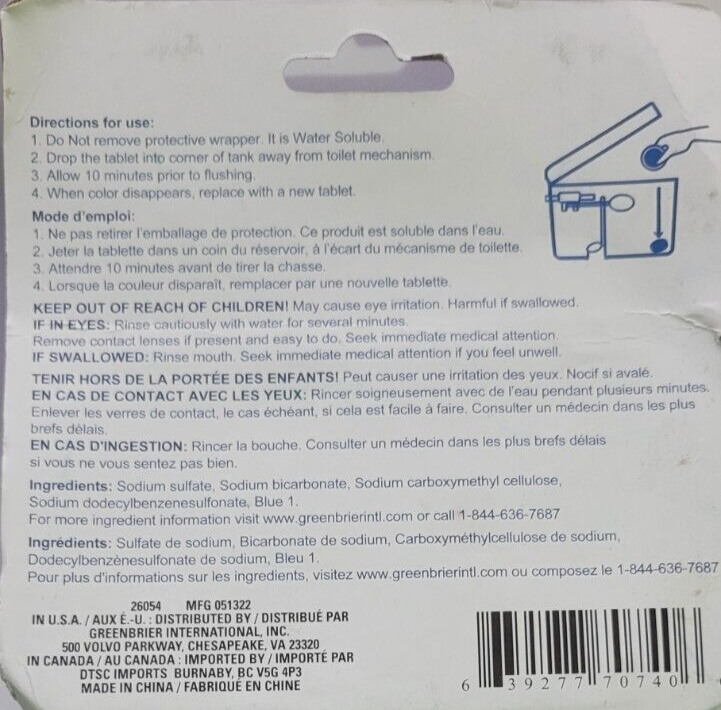 Directions for use:
1. Do Not remove protective wrapper. It is Water Soluble.
2. Drop the tablet into corner of tank away from toilet mechanism.
3. Allow 10 minutes prior to flushing.
4. When color disappears, replace with a new tablet.
Mode d'emploi:
1. Ne pas retirer l'emballage de protection. Ce produit est soluble dans l'eau.
2. Jeter la tablette dans un coin du réservoir, à l'écart du mécanisme de toilette.
3. Attendre 10 minutes avant de tirer la chasse.
4. Lorsque la couleur disparaît, remplacer par une nouvelle tablette.
KEEP OUT OF REACH OF CHILDREN! May cause eye irritation. Harmful if swallowed.
IF IN EYES: Rinse cautiously with water for several minutes.
Remove contact lenses if present and easy to do. Seek immediate medical attention.
IF SWALLOWED: Rinse mouth. Seek immediate medical attention if you feel unwell.
TENIR HORS DE LA PORTÉE DES ENFANTS! Peut causer une irritation des yeux. Nocif si avalé.
EN CAS DE CONTACT AVEC LES YEUX: Rincer soigneusement avec de l'eau pendant plusieurs minutes.
Enlever les verres de contact, le cas échéant, si cela est facile à faire. Consulter un médecin dans les plus
brefs délais.
EN CAS D'INGESTION: Rincer la bouche. Consulter un médecin dans les plus brefs délais
si vous ne vous sentez pas bien.
Ingredients: Sodium sulfate, Sodium bicarbonate, Sodium carboxymethyl cellulose,
Sodium dodecylbenzenesulfonate, Blue 1.
For more ingredient information visit www.greenbrierintl.com or call 1-844-636-7687
Ingrédients: Sulfate de sodium, Bicarbonate de sodium, Carboxyméthylcellulose de sodium,
Dodecylbenzènesulfonate de sodium, Bleu 1.
Pour plus d'informations sur les ingredients, visitez www.greenbrierintl.com ou composez le 1-844-636-7687
26054 MFG 051322
IN U.S.A. / AUX É.-U. : DISTRIBUTED BY / DISTRIBUÉ PAR
GREENBRIER INTERNATIONAL, INC.
500 VOLVO PARKWAY, CHESAPEAKE, VA 23320
IN CANADA / AU CANADA : IMPORTED BY / IMPORTÉ PAR
DTSC IMPORTS BURNABY, BC V5G 4P3
MADE IN CHINA / FABRIQUÉ EN CHINE
6 39277 70740